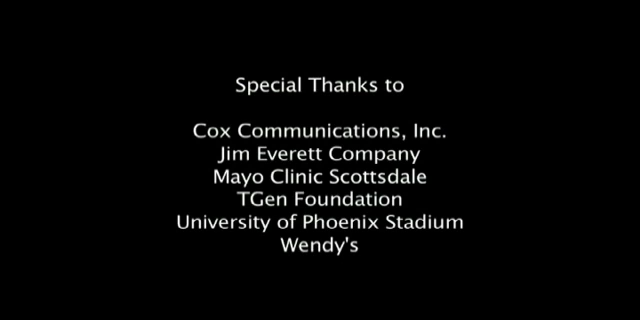 Special Thanks to
Cox Communications, Inc.
Jim Everett Company
Mayo Clinic Scottsdale
TGen Foundation
University of Phoenix Stadium
Wendy's